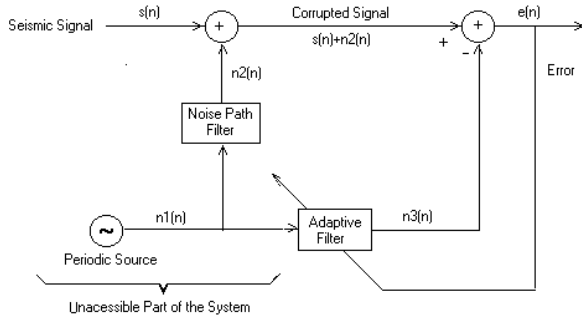 s(n)
Corrupted Signal
e(n)
Seismic Signal
+
+
s(n)+n2(n)
+
-
Error
n2(n)
Noise Path
Filter
n1(n)
Adaptive
Filter
n3(n)
~
Periodic Source
Unacessible Part of the System